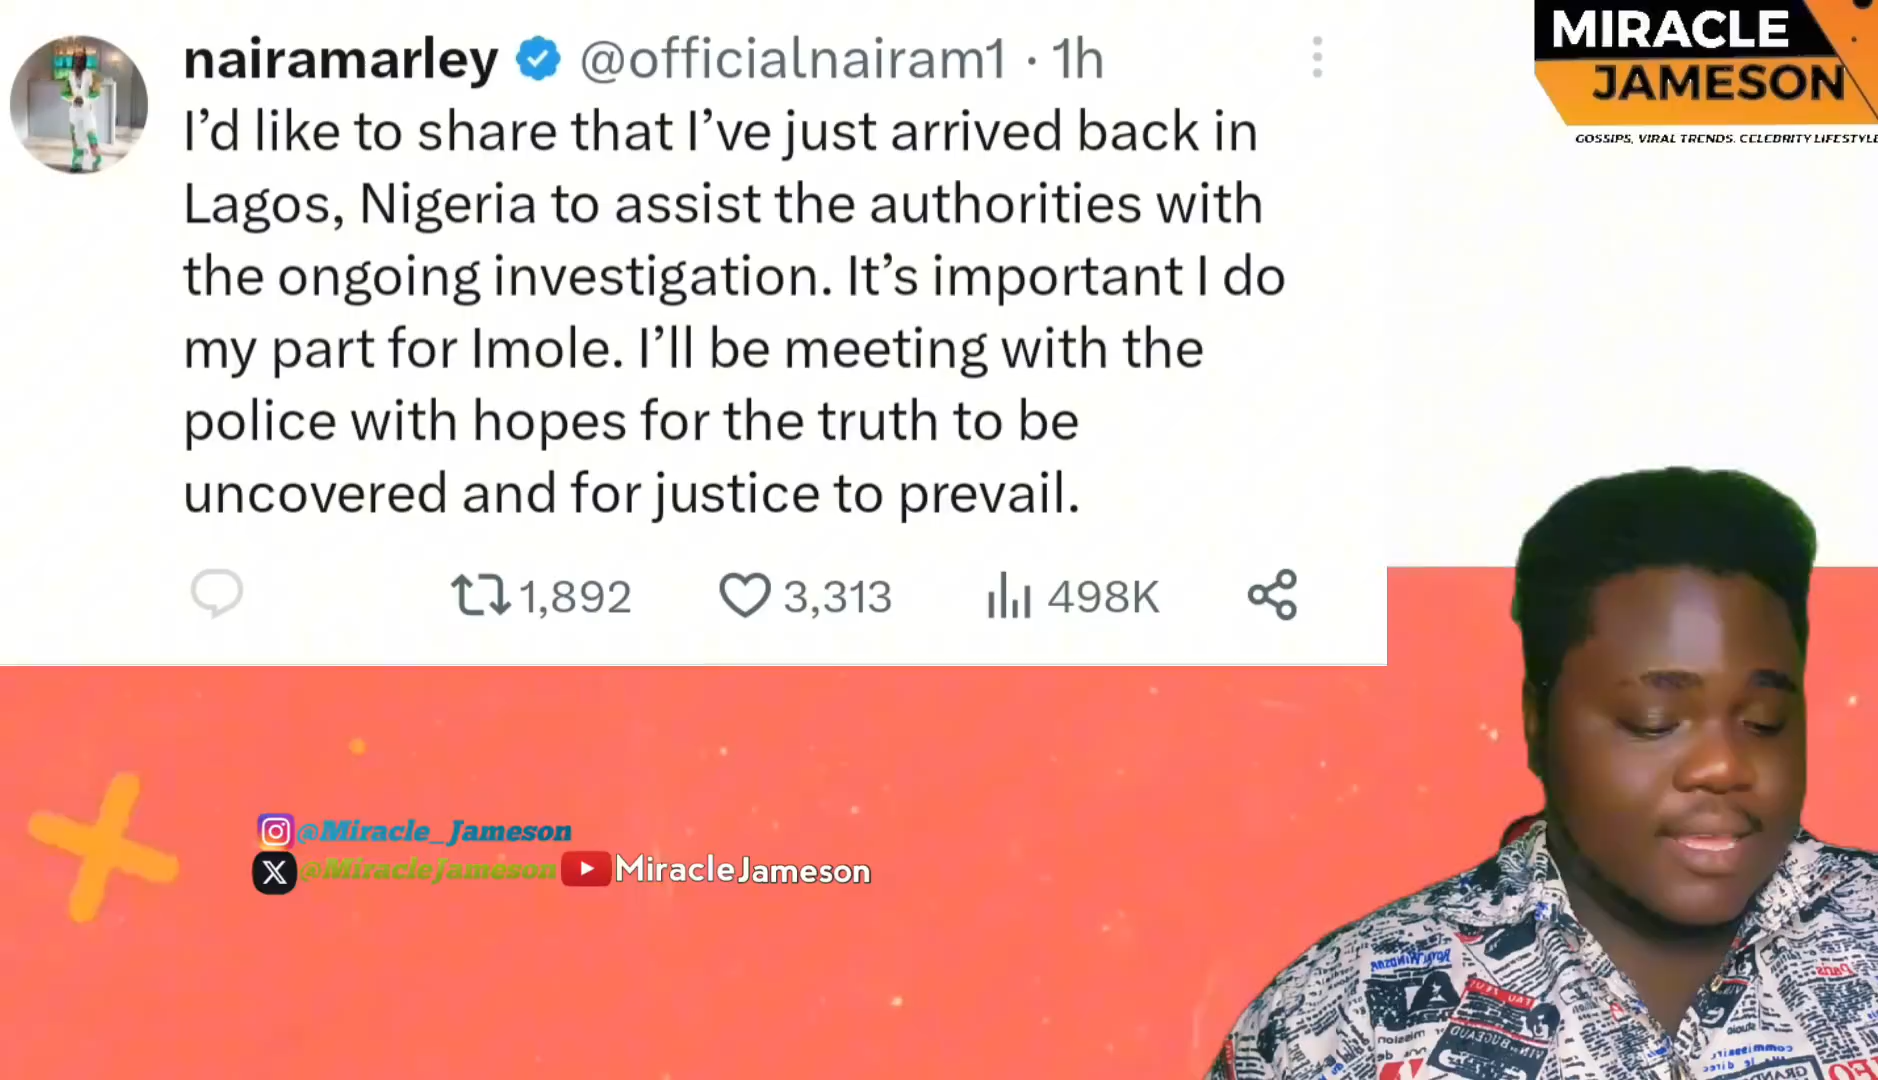 nairamarley @officialnairam1 · 1h
I’d like to share that I’ve just arrived back in
Lagos, Nigeria to assist the authorities with
the ongoing investigation. It’s important I do
my part for Imole. I’ll be meeting with the
police with hopes for the truth to be
uncovered and for justice to prevail.
1,892 3,313 498K
MIRACLE
JAMESON
GOSSIPS, VIRAL TRENDS. CELEBRITY LIFESTYLE
@Miracle_Jameson
@MiracleJameson MiracleJameson